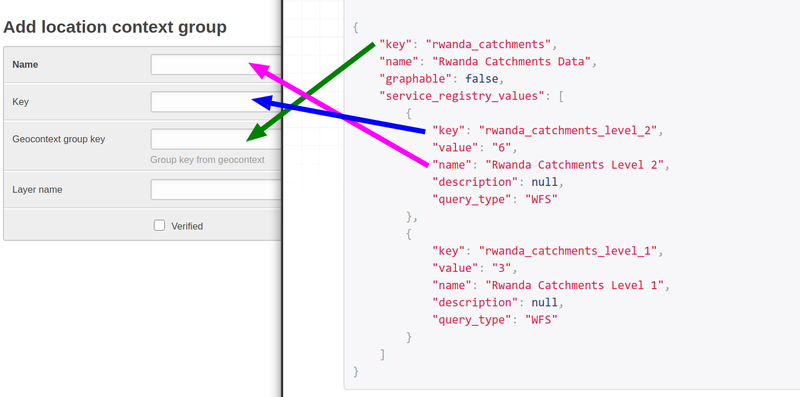 Add location context group
Name
Key
Geocontext group key
Group key from geocontext
Layer name
Verified
{
"key": "rwanda_catchments",
"name": "Rwanda Catchments Data",
"graphable": false,
"service_registry_values": [
{
"key": "rwanda_catchments_level_2",
"value": "6",
"name": "Rwanda Catchments Level 2",
"description": null,
"query_type": "WFS"
},
{
"key": "rwanda_catchments_level_1",
"value": "3",
"name": "Rwanda Catchments Level 1",
"description": null,
"query_type": "WFS"
}
]
}